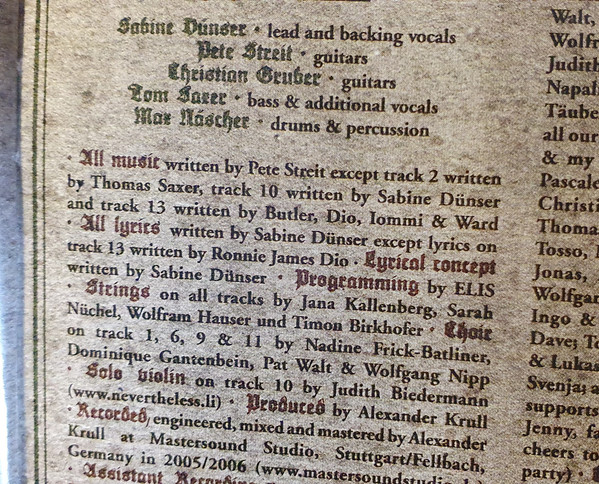 Sabine Dünser · lead and backing vocals
Pete Streit · guitars
Christian Gruber · guitars
Tom Saxer · bass & additional vocals
Max Näscher · drums & percussion
· All music written by Pete Streit except track 2 written
by Thomas Saxer, track 10 written by Sabine Dünser
and track 13 written by Butler, Dio, Iommi & Ward
· All lyrics written by Sabine Dünser except lyrics on
track 13 written by Ronnie James Dio · Lyrical concept
written by Sabine Dünser · Programming by ELIS
· Strings on all tracks by Jana Kallenberg, Sarah
Nüchel, Wolfram Hauser und Timon Birkhofer · Choir
on track 1, 6, 9 & 11 by Nadine Frick-Batliner,
Dominique Gantenbein, Pat Walt & Wolfgang Nipp
· Solo violin on track 10 by Judith Biedermann
(www.nevertheless.li) · Produced by Alexander Krull
· Recorded, engineered, mixed and mastered by Alexander
Krull at Mastersound Studio, Stuttgart/Fellbach,
Germany in 2005/2006 (www.mastersoundstudio
· Assistant
Walt,
Judith
all our
& my
Pascale
Thoma
Tosso,
Jonas,
Wolfgan
Ingo &
Dave; T
& Lukas
Svenja; a
supports
Jenny, fa
cheers to
party) ·